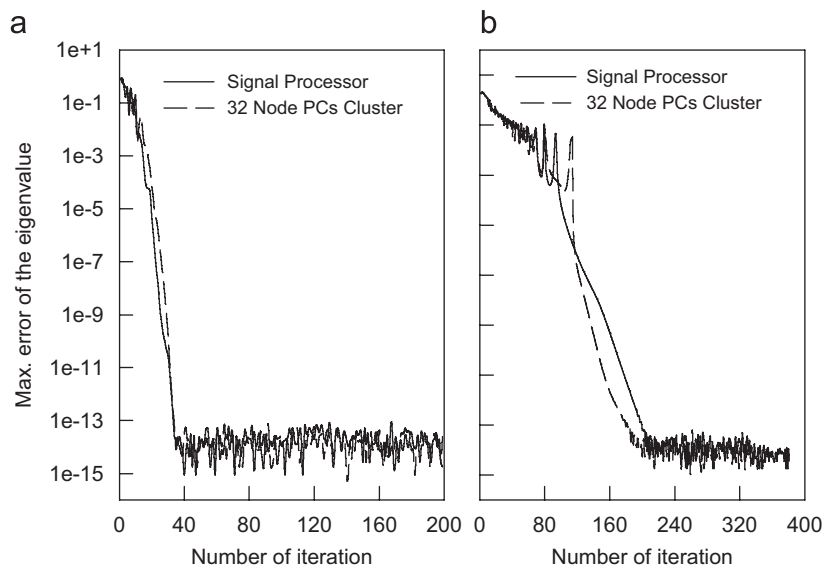 a
b
1e+1
1e-1
1e-3
1e-5
1e-7
1e-9
1e-11
1e-13
1e-15
Max. error of the eigenvalue
Signal Processor
32 Node PCs Cluster
0 40 80 120 160 200
Number of iteration
Signal Processor
32 Node PCs Cluster
0 80 160 240 320 400
Number of iteration